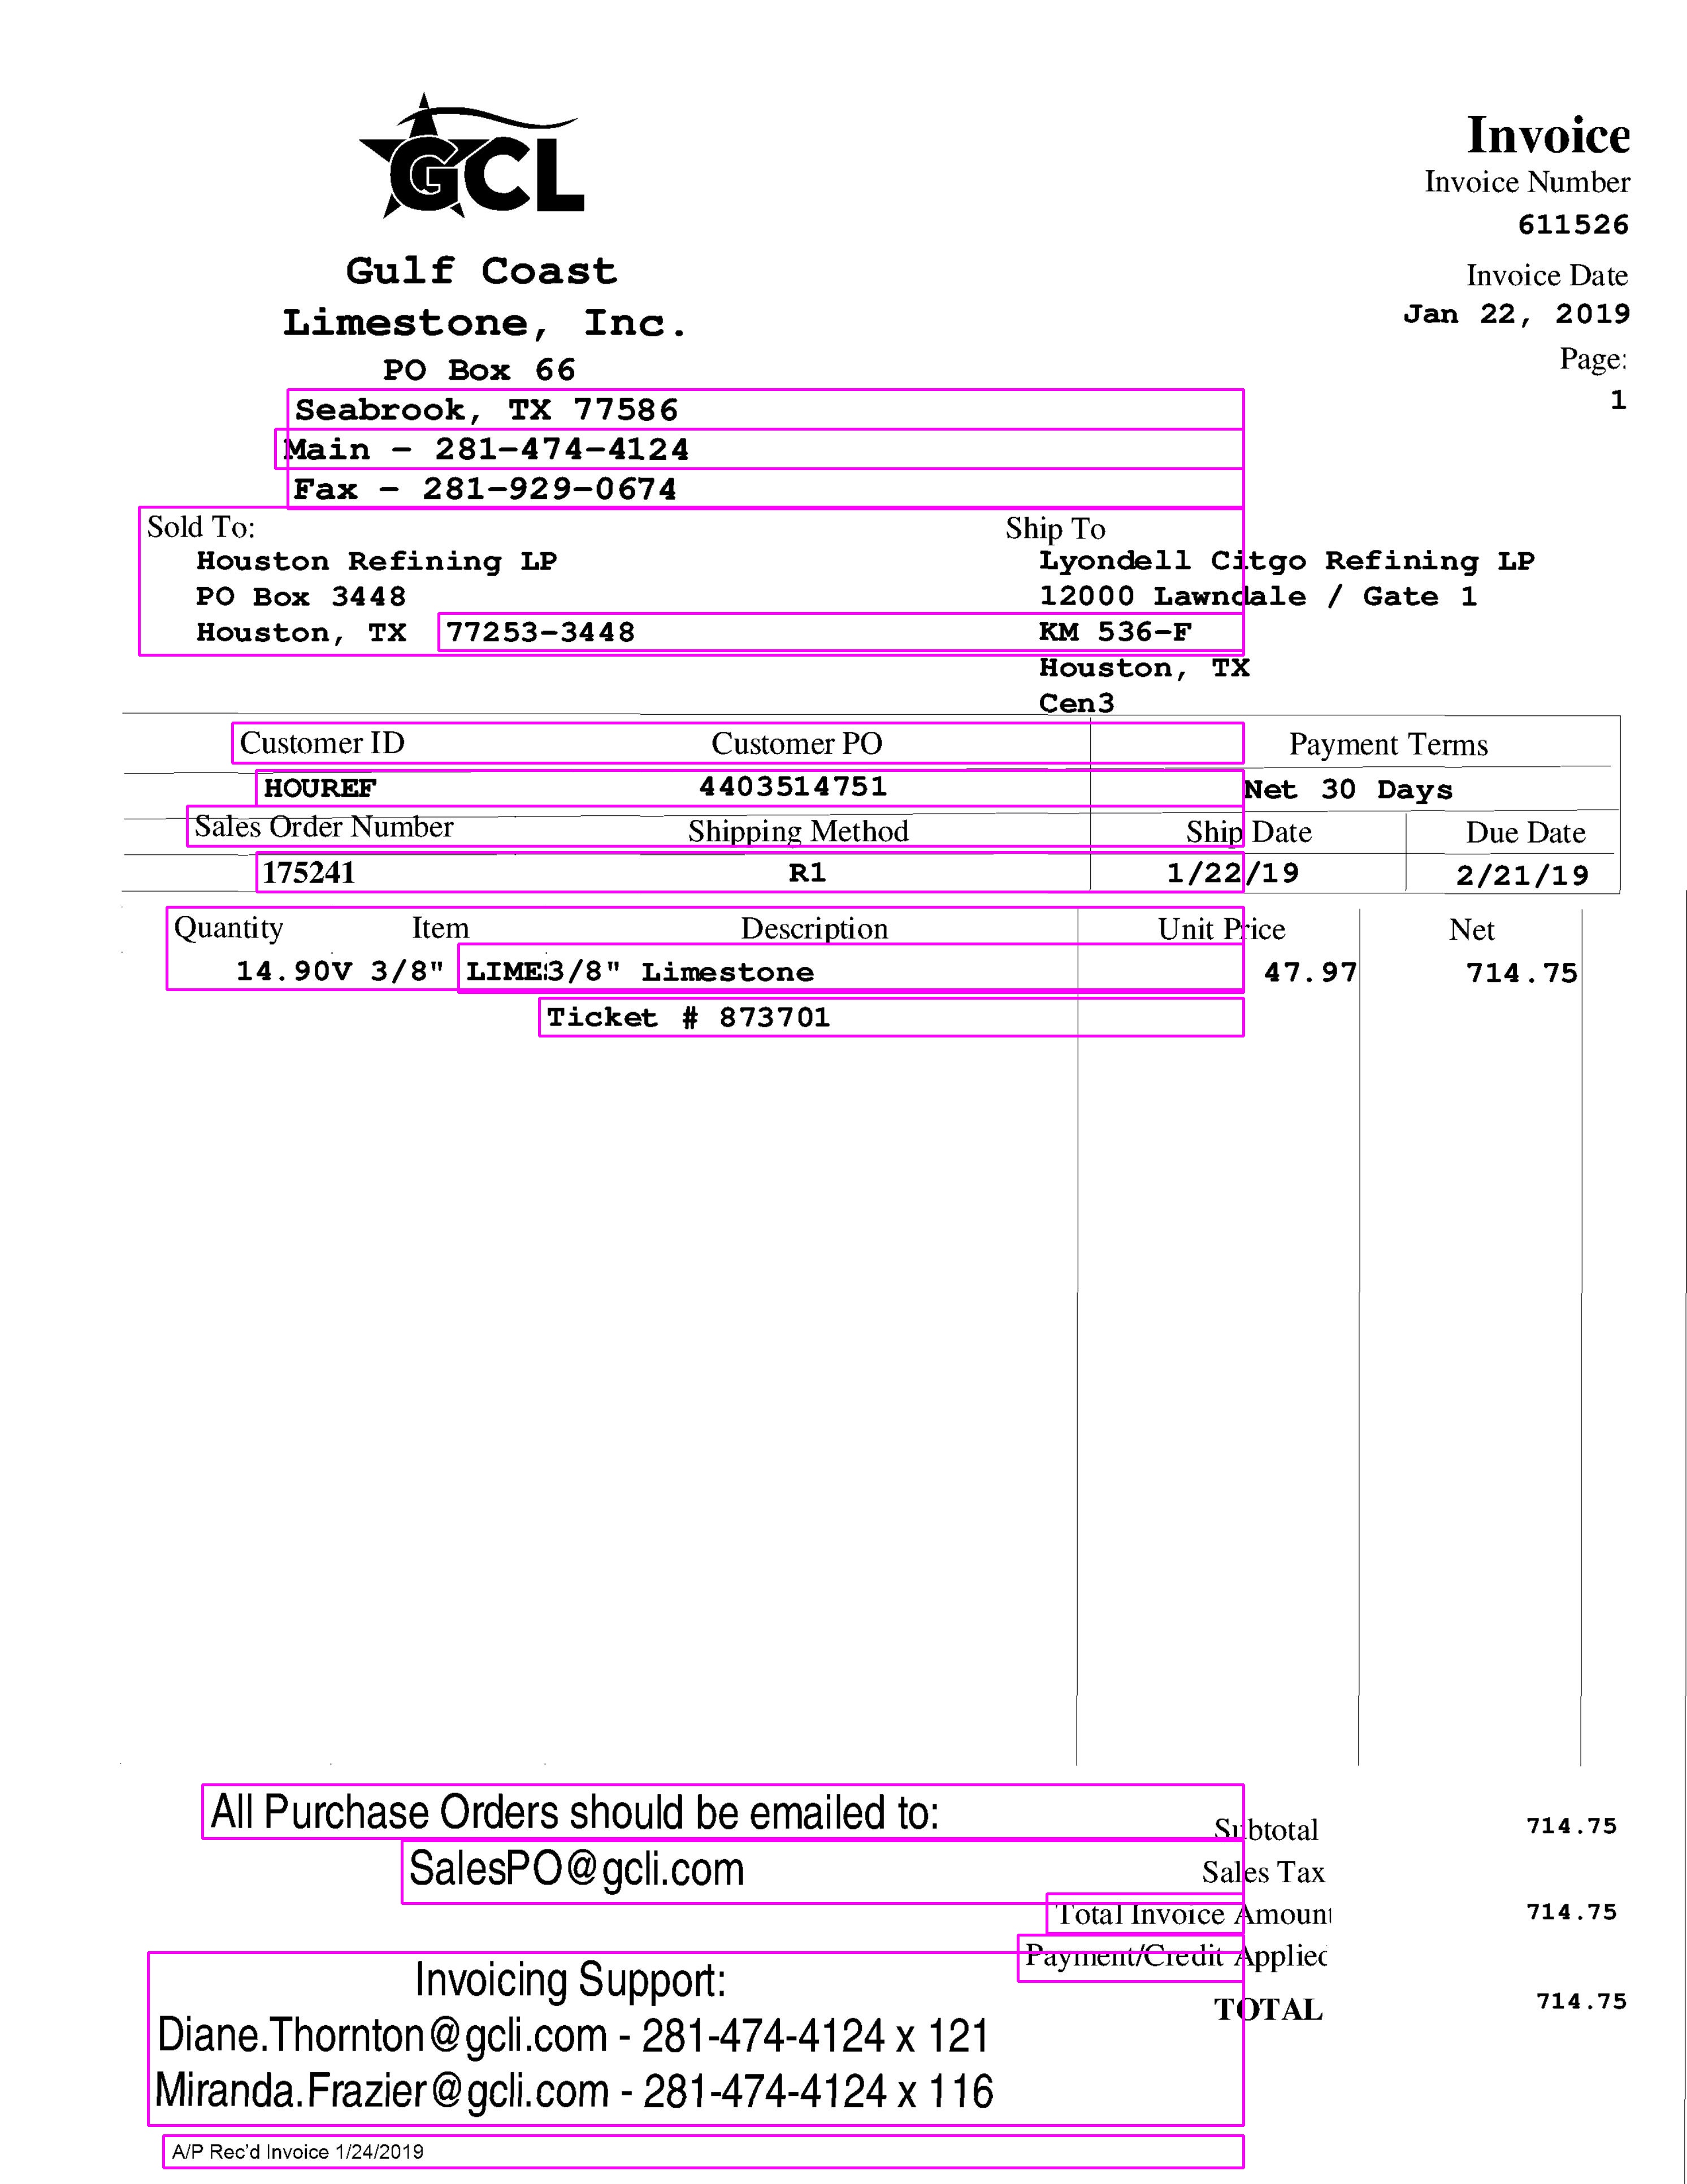 GCL
Invoice
Invoice Number
611526
Gulf Coast
Invoice Date
Limestone, Inc.
Jan 22, 2019
PO Box 66
Page:
Seabrook, TX 77586
1
Main - 281-474-4124
Fax - 281-929-0674
Sold To: Ship To
Houston Refining LP Lyondell Citgo Refining LP
PO Box 3448 12000 Lawndale / Gate 1
Houston, TX 77253-3448 KM 536-F
Houston, TX
Cen3
Customer ID Customer PO Payment Terms
HOUREF 4403514751 Net 30 Days
Sales Order Number Shipping Method Ship Date Due Date
175241 R1 1/22/19 2/21/19
Quantity Item Description Unit Price Net
14.90V 3/8" LIMES3/8" Limestone 47.97 714.75
Ticket # 873701
All Purchase Orders should be emailed to:
Subtotal 714.75
SalesPO@gcli.com
Sales Tax
Total Invoice Amount 714.75
Payment/Credit Applied
Invoicing Support:
TOTAL 714.75
Diane.Thornton@gcli.com - 281-474-4124 x 121
Miranda.Frazier@gcli.com - 281-474-4124 x 116
A/P Rec'd Invoice 1/24/2019